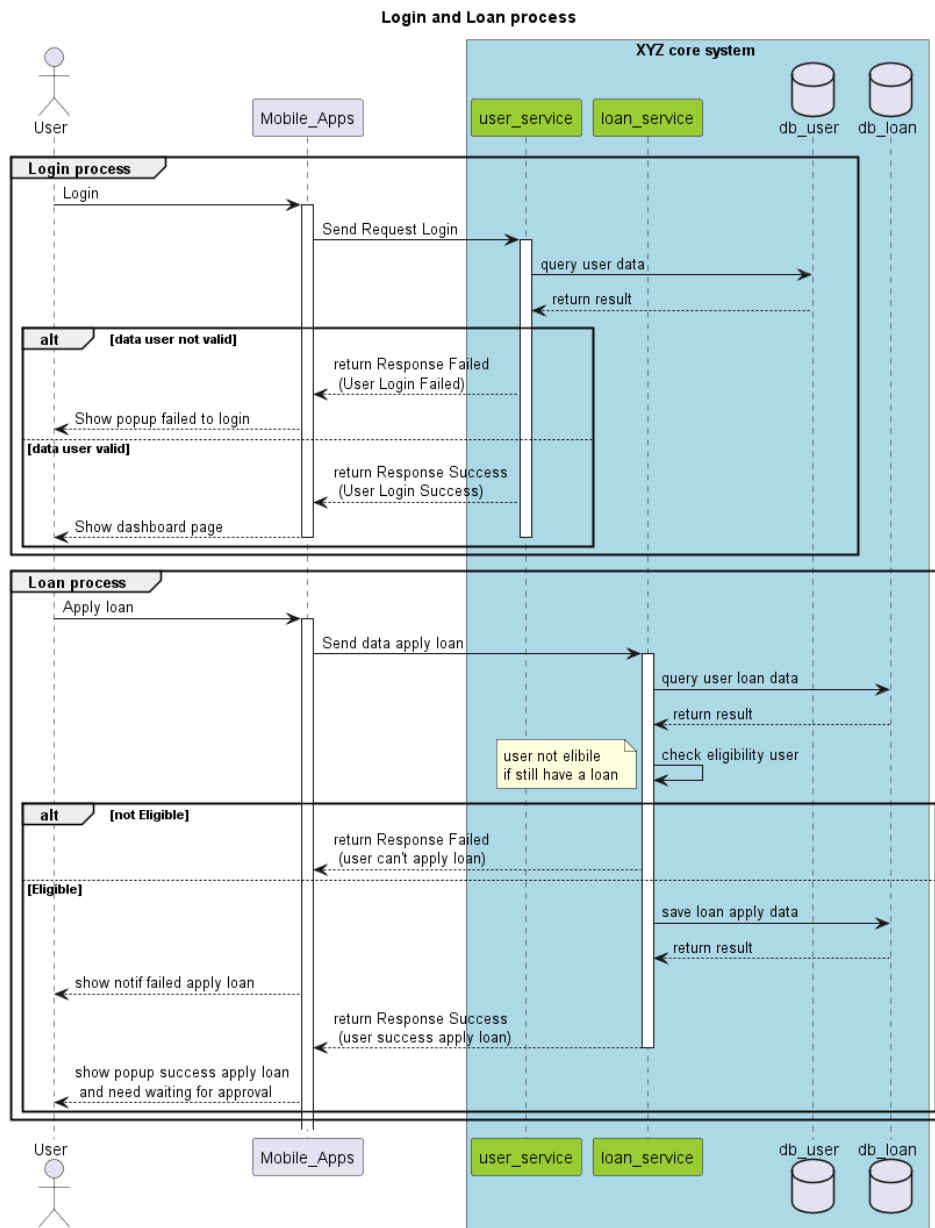 Login and Loan process
XYZ core system
User
Mobile_Apps
user_service
loan_service
db_user
db_loan
Login process
Login
Send Request Login
query user data
return result
alt
[data user not valid]
return Response Failed
(User Login Failed)
Show popup failed to login
[data user valid]
return Response Success
(User Login Success)
Show dashboard page
Loan process
Apply loan
Send data apply loan
query user loan data
return result
user not elibile
if still have a loan
check eligibility user
alt
[not Eligible]
return Response Failed
(user can't apply loan)
[Eligible]
save loan apply data
return result
show notif failed apply loan
return Response Success
(user success apply loan)
show popup success apply loan
and need waiting for approval
User
Mobile_Apps
user_service
loan_service
db_user
db_loan